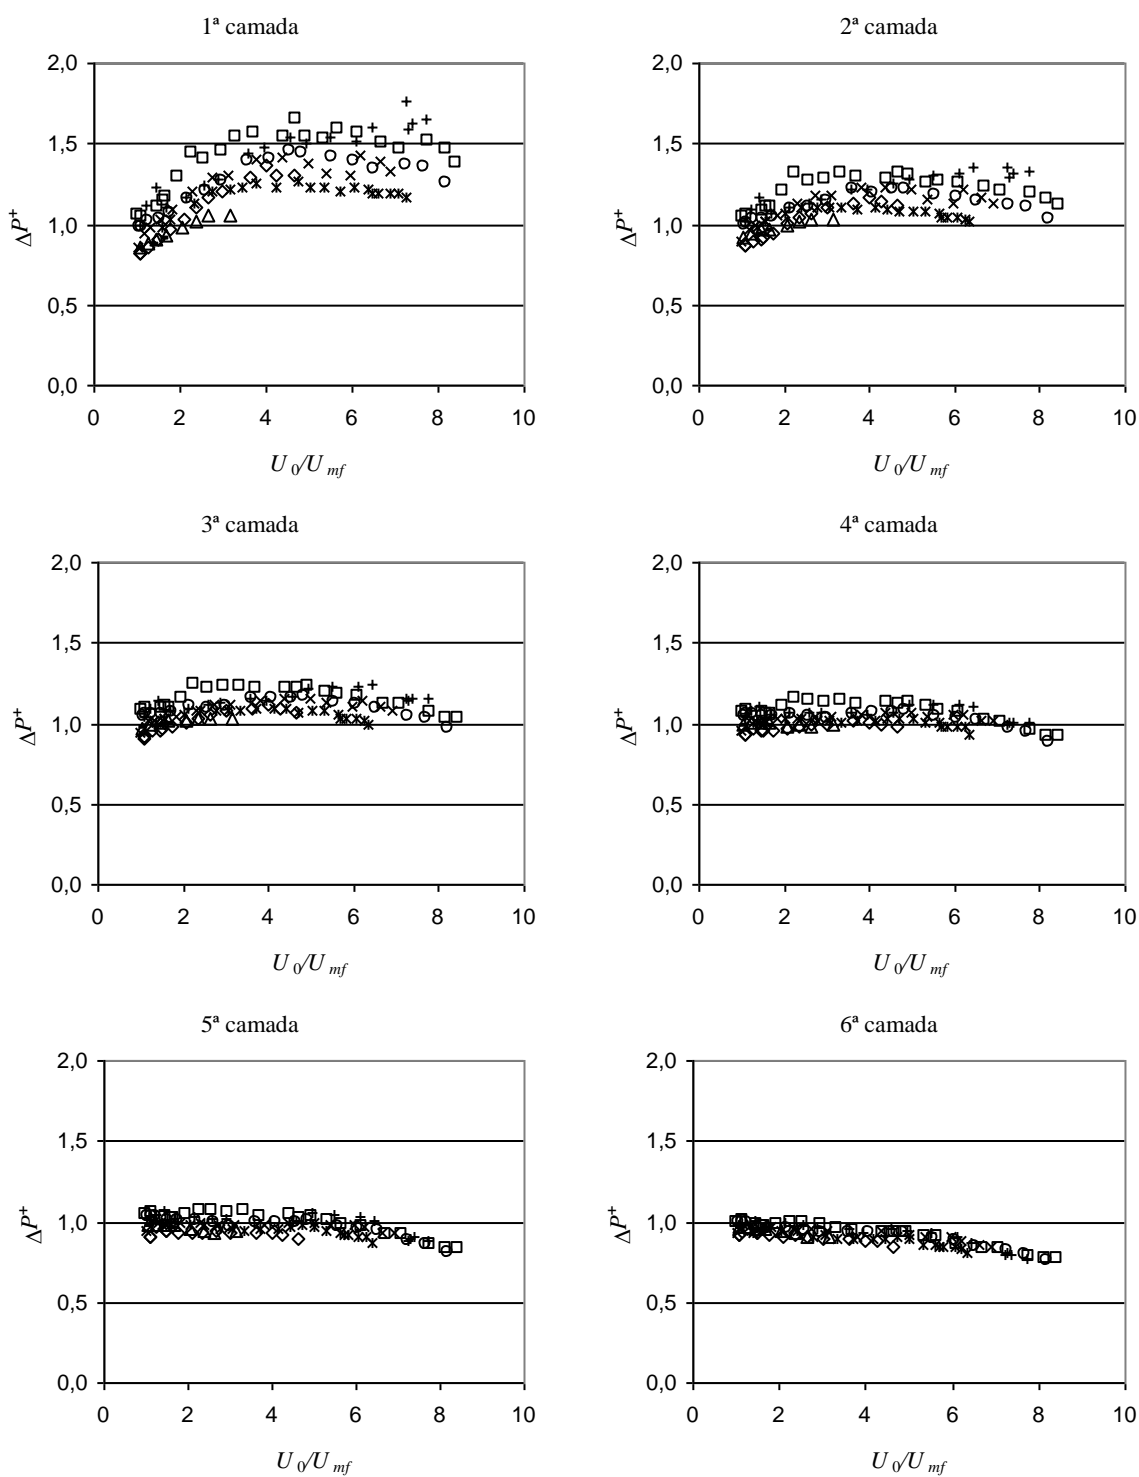 1ª camada
2ª camada
2,0
1,5
1,0
0,5
0,0
ΔP⁺
0 2 4 6 8 10
U₀/Uₘf
2,0
1,5
1,0
0,5
0,0
ΔP⁺
0 2 4 6 8 10
U₀/Uₘf
3ª camada
4ª camada
2,0
1,5
1,0
0,5
0,0
ΔP⁺
0 2 4 6 8 10
U₀/Uₘf
2,0
1,5
1,0
0,5
0,0
ΔP⁺
0 2 4 6 8 10
U₀/Uₘf
5ª camada
6ª camada
2,0
1,5
1,0
0,5
0,0
ΔP⁺
0 2 4 6 8 10
U₀/Uₘf
2,0
1,5
1,0
0,5
0,0
ΔP⁺
0 2 4 6 8 10
U₀/Uₘf